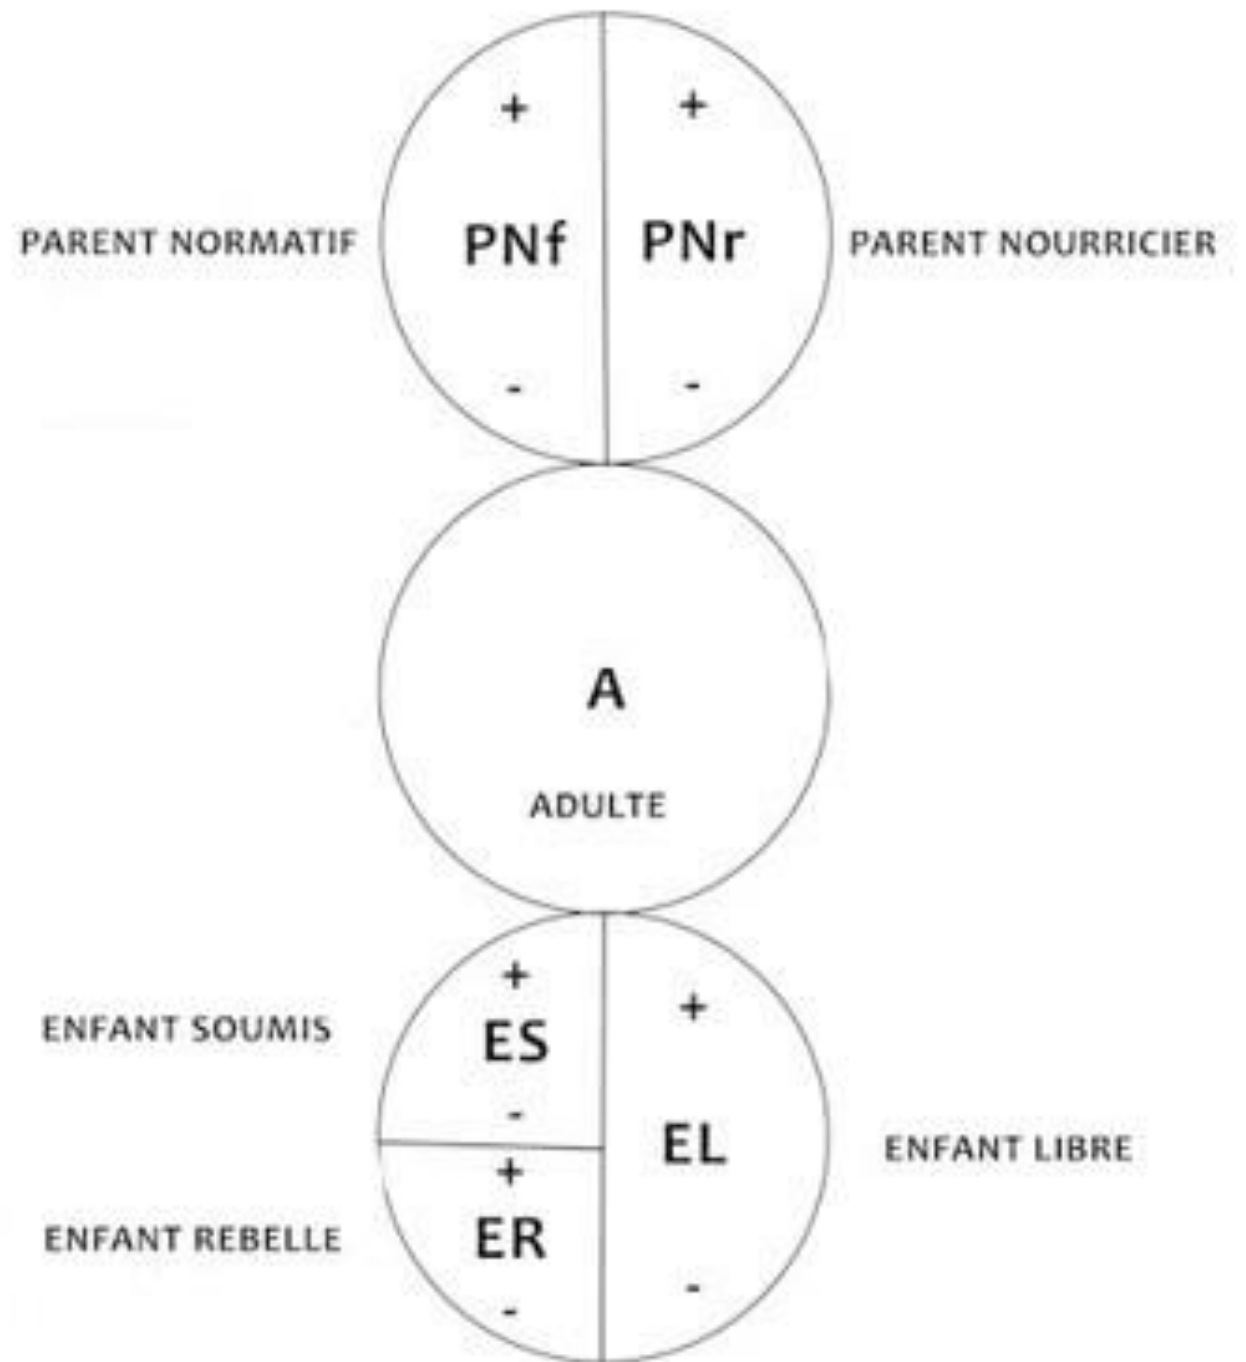 + +
PARENT NORMATIF PNf PNr PARENT NOURRICIER
- -
A
ADULTE
+ +
ENFANT SOUMIS ES
-
EL ENFANT LIBRE
+
ENFANT REBELLE ER
- -